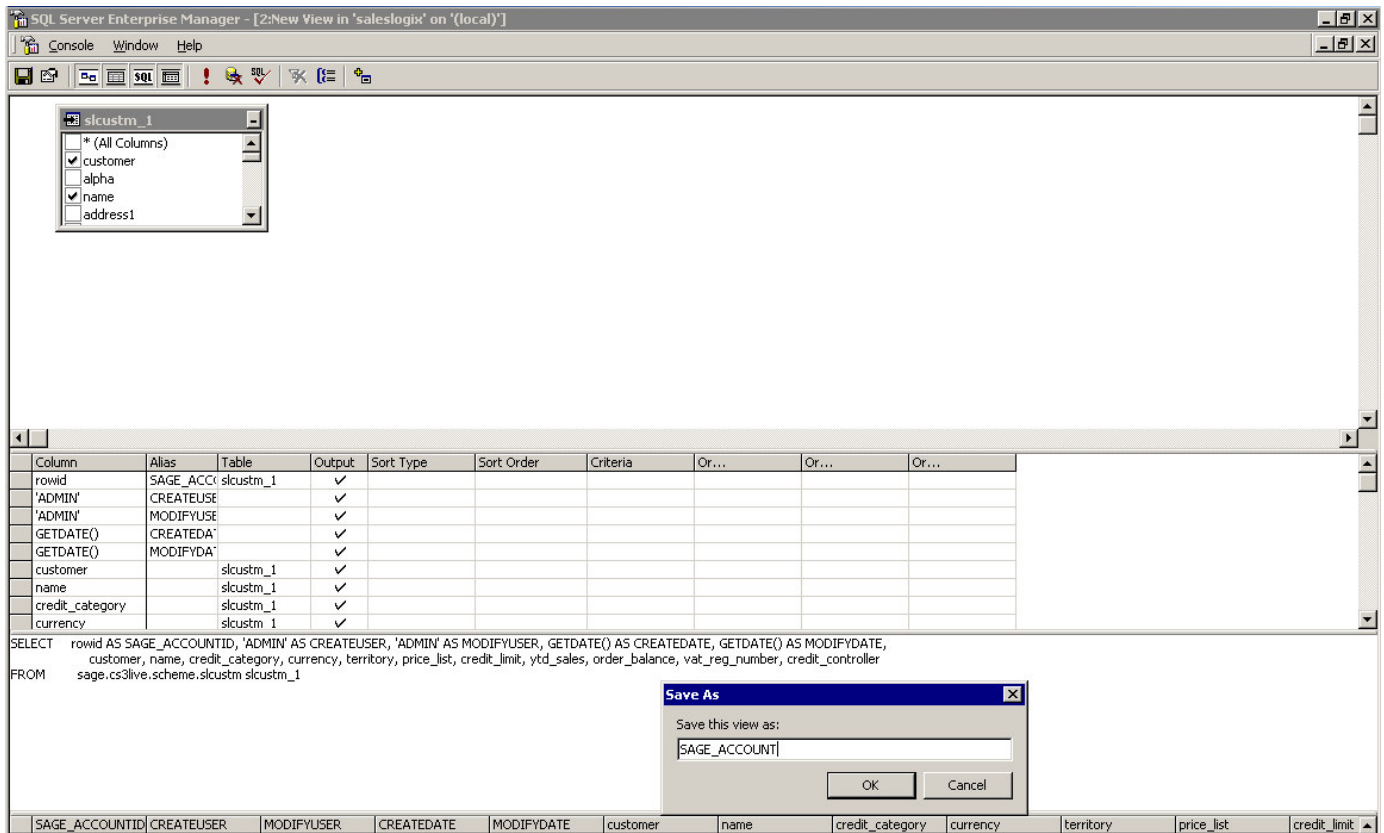 SQL Server Enterprise Manager - [2:New View in 'saleslogix' on '(local)']
Console Window Help
SQL
SQL
slcustm_1
* (All Columns)
customer
alpha
name
address1
Column Alias Table Output Sort Type Sort Order Criteria Or... Or... Or...
rowid SAGE_ACC slcustm_1
'ADMIN' CREATEUSE
'ADMIN' MODIFYUSE
GETDATE() CREATEDA
GETDATE() MODIFYDA
customer slcustm_1
name slcustm_1
credit_category slcustm_1
currency slcustm_1
SELECT rowid AS SAGE_ACCOUNTID, 'ADMIN' AS CREATEUSER, 'ADMIN' AS MODIFYUSER, GETDATE() AS CREATEDATE, GETDATE() AS MODIFYDATE,
customer, name, credit_category, currency, territory, price_list, credit_limit, ytd_sales, order_balance, vat_reg_number, credit_controller
FROM sage.cs3live.scheme.slcustm slcustm_1
Save As
Save this view as:
SAGE_ACCOUNT
OK Cancel
SAGE_ACCOUNTID CREATEUSER MODIFYUSER CREATEDATE MODIFYDATE customer name credit_category currency territory price_list credit_limit